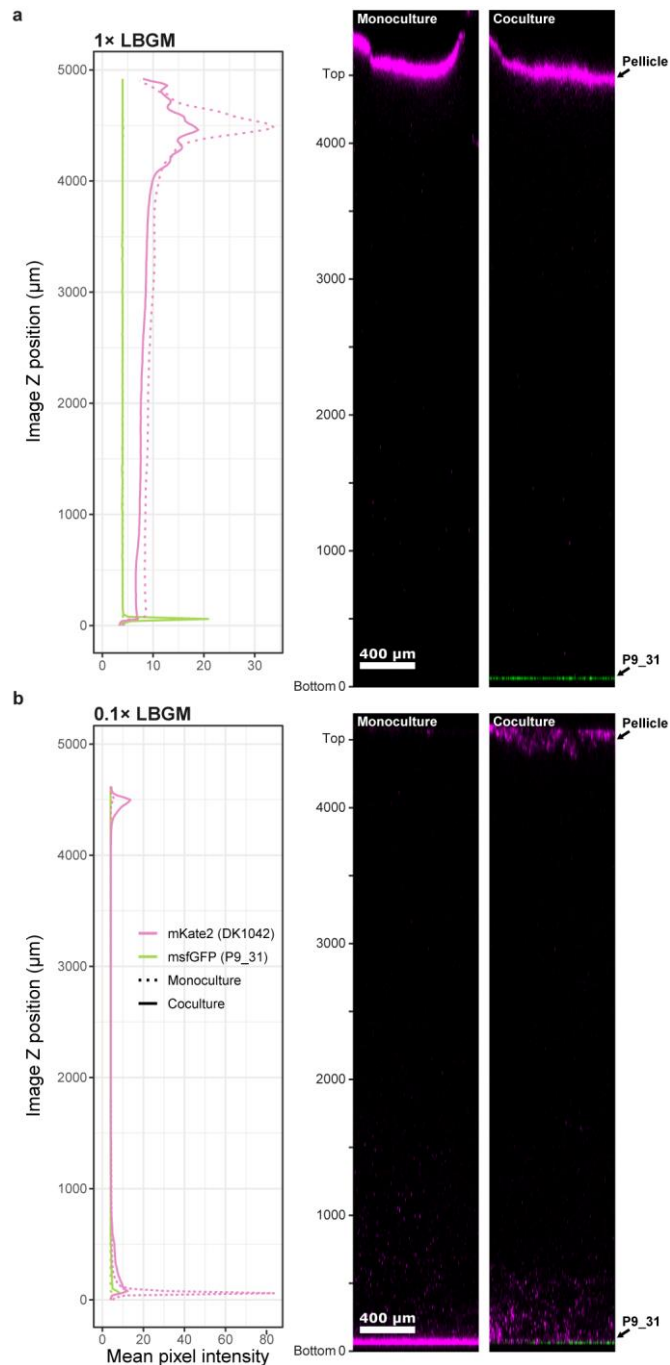 a
1× LBGM
5000
4000
3000
2000
1000
0
Image Z position (µm)
0
10
20
30
Monoculture
Coculture
Top
4000
3000
2000
1000
Bottom 0
400 µm
Pellicle
P9_31
b
0.1× LBGM
5000
4000
3000
2000
1000
0
Image Z position (µm)
mKate2 (DK1042)
msfGFP (P9_31)
Monoculture
Coculture
0
20
40
60
80
Mean pixel intensity
Monoculture
Coculture
Top
4000
3000
2000
1000
Bottom 0
400 µm
Pellicle
P9_31